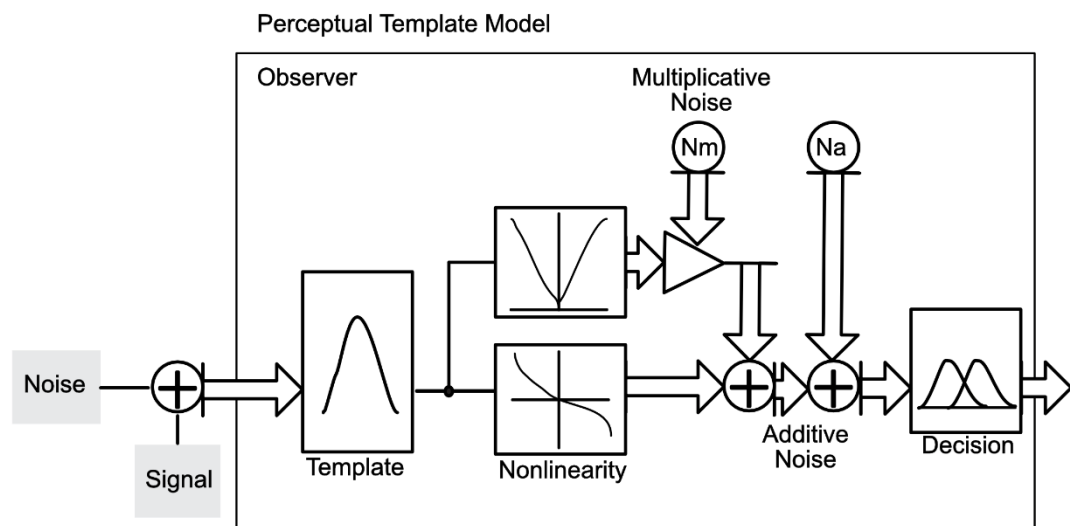 Perceptual Template Model
Observer
Multiplicative
Noise
Nm
Na
Noise
Signal
Template
Nonlinearity
Additive
Noise
Decision